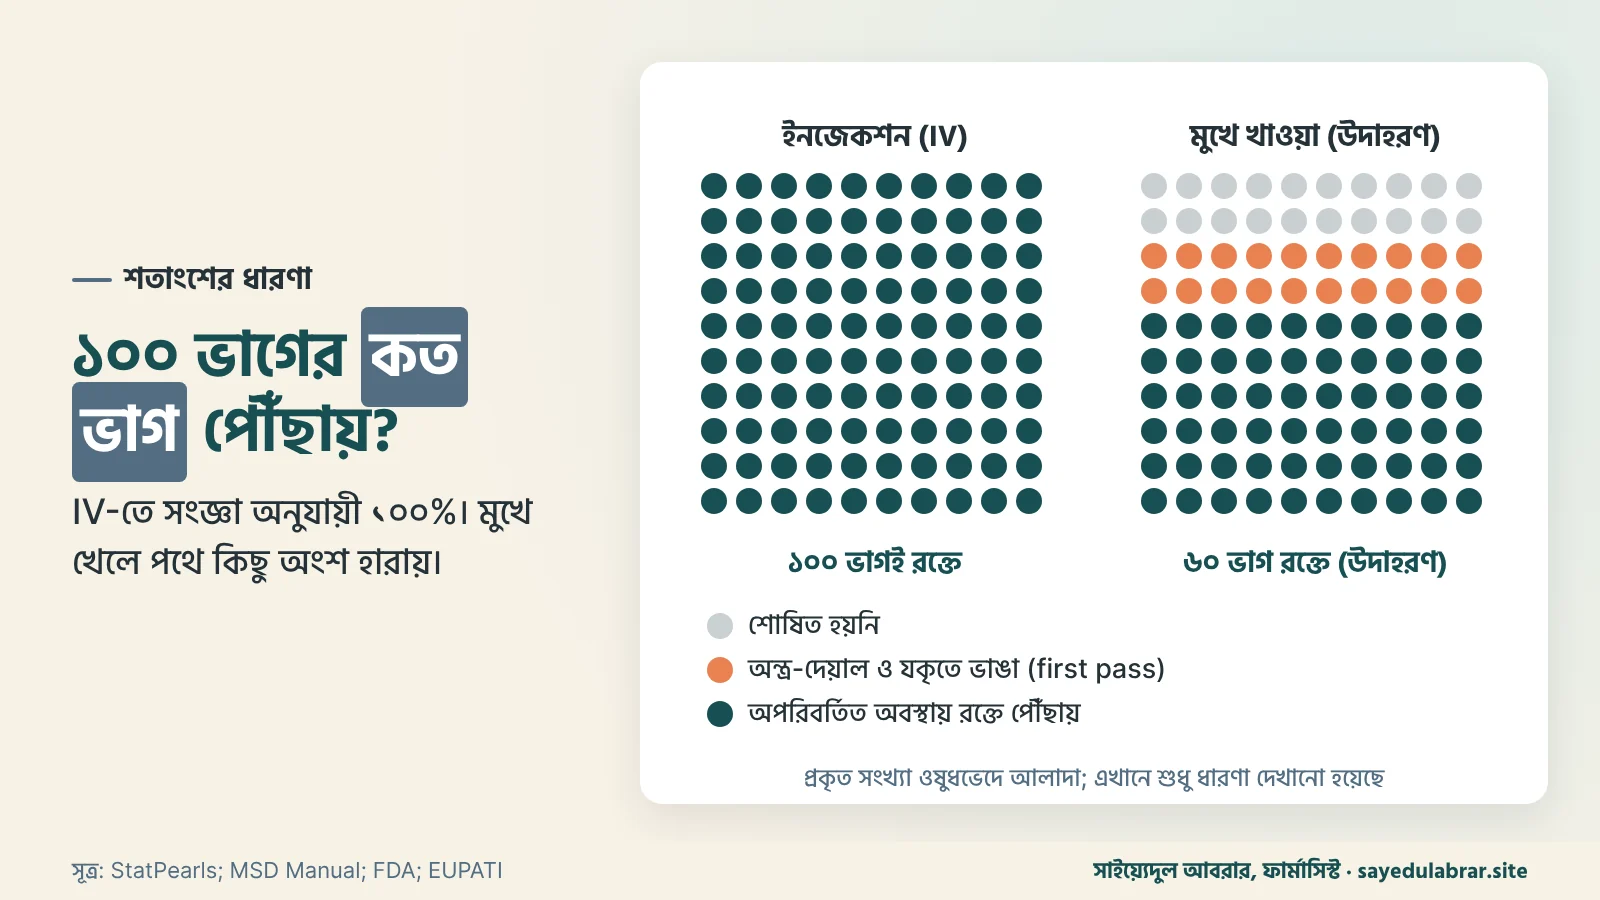 শতাংশের ধারণা
১০০ ভাগের কত
ভাগ পৌঁছায়?
IV-তে সংজ্ঞা অনুযায়ী ১০০%। মুখে
খেলে পথে কিছু অংশ হারায়।
ইনজেকশন (IV)
১০০ ভাগই রক্তে
মুখে খাওয়া (উদাহরণ)
৬০ ভাগ রক্তে (উদাহরণ)
শোষিত হয়নি
অন্ত্র-দেয়াল ও যকৃতে ভাঙা (first pass)
অপরিবর্তিত অবস্থায় রক্তে পৌঁছায়
প্রকৃত সংখ্যা ওষুধভেদে আলাদা; এখানে শুধু ধারণা দেখানো হয়েছে
সূত্র: StatPearls; MSD Manual; FDA; EUPATI
সাইয়্যেদুল আবরার, ফার্মাসিস্ট · sayedulabrar.site